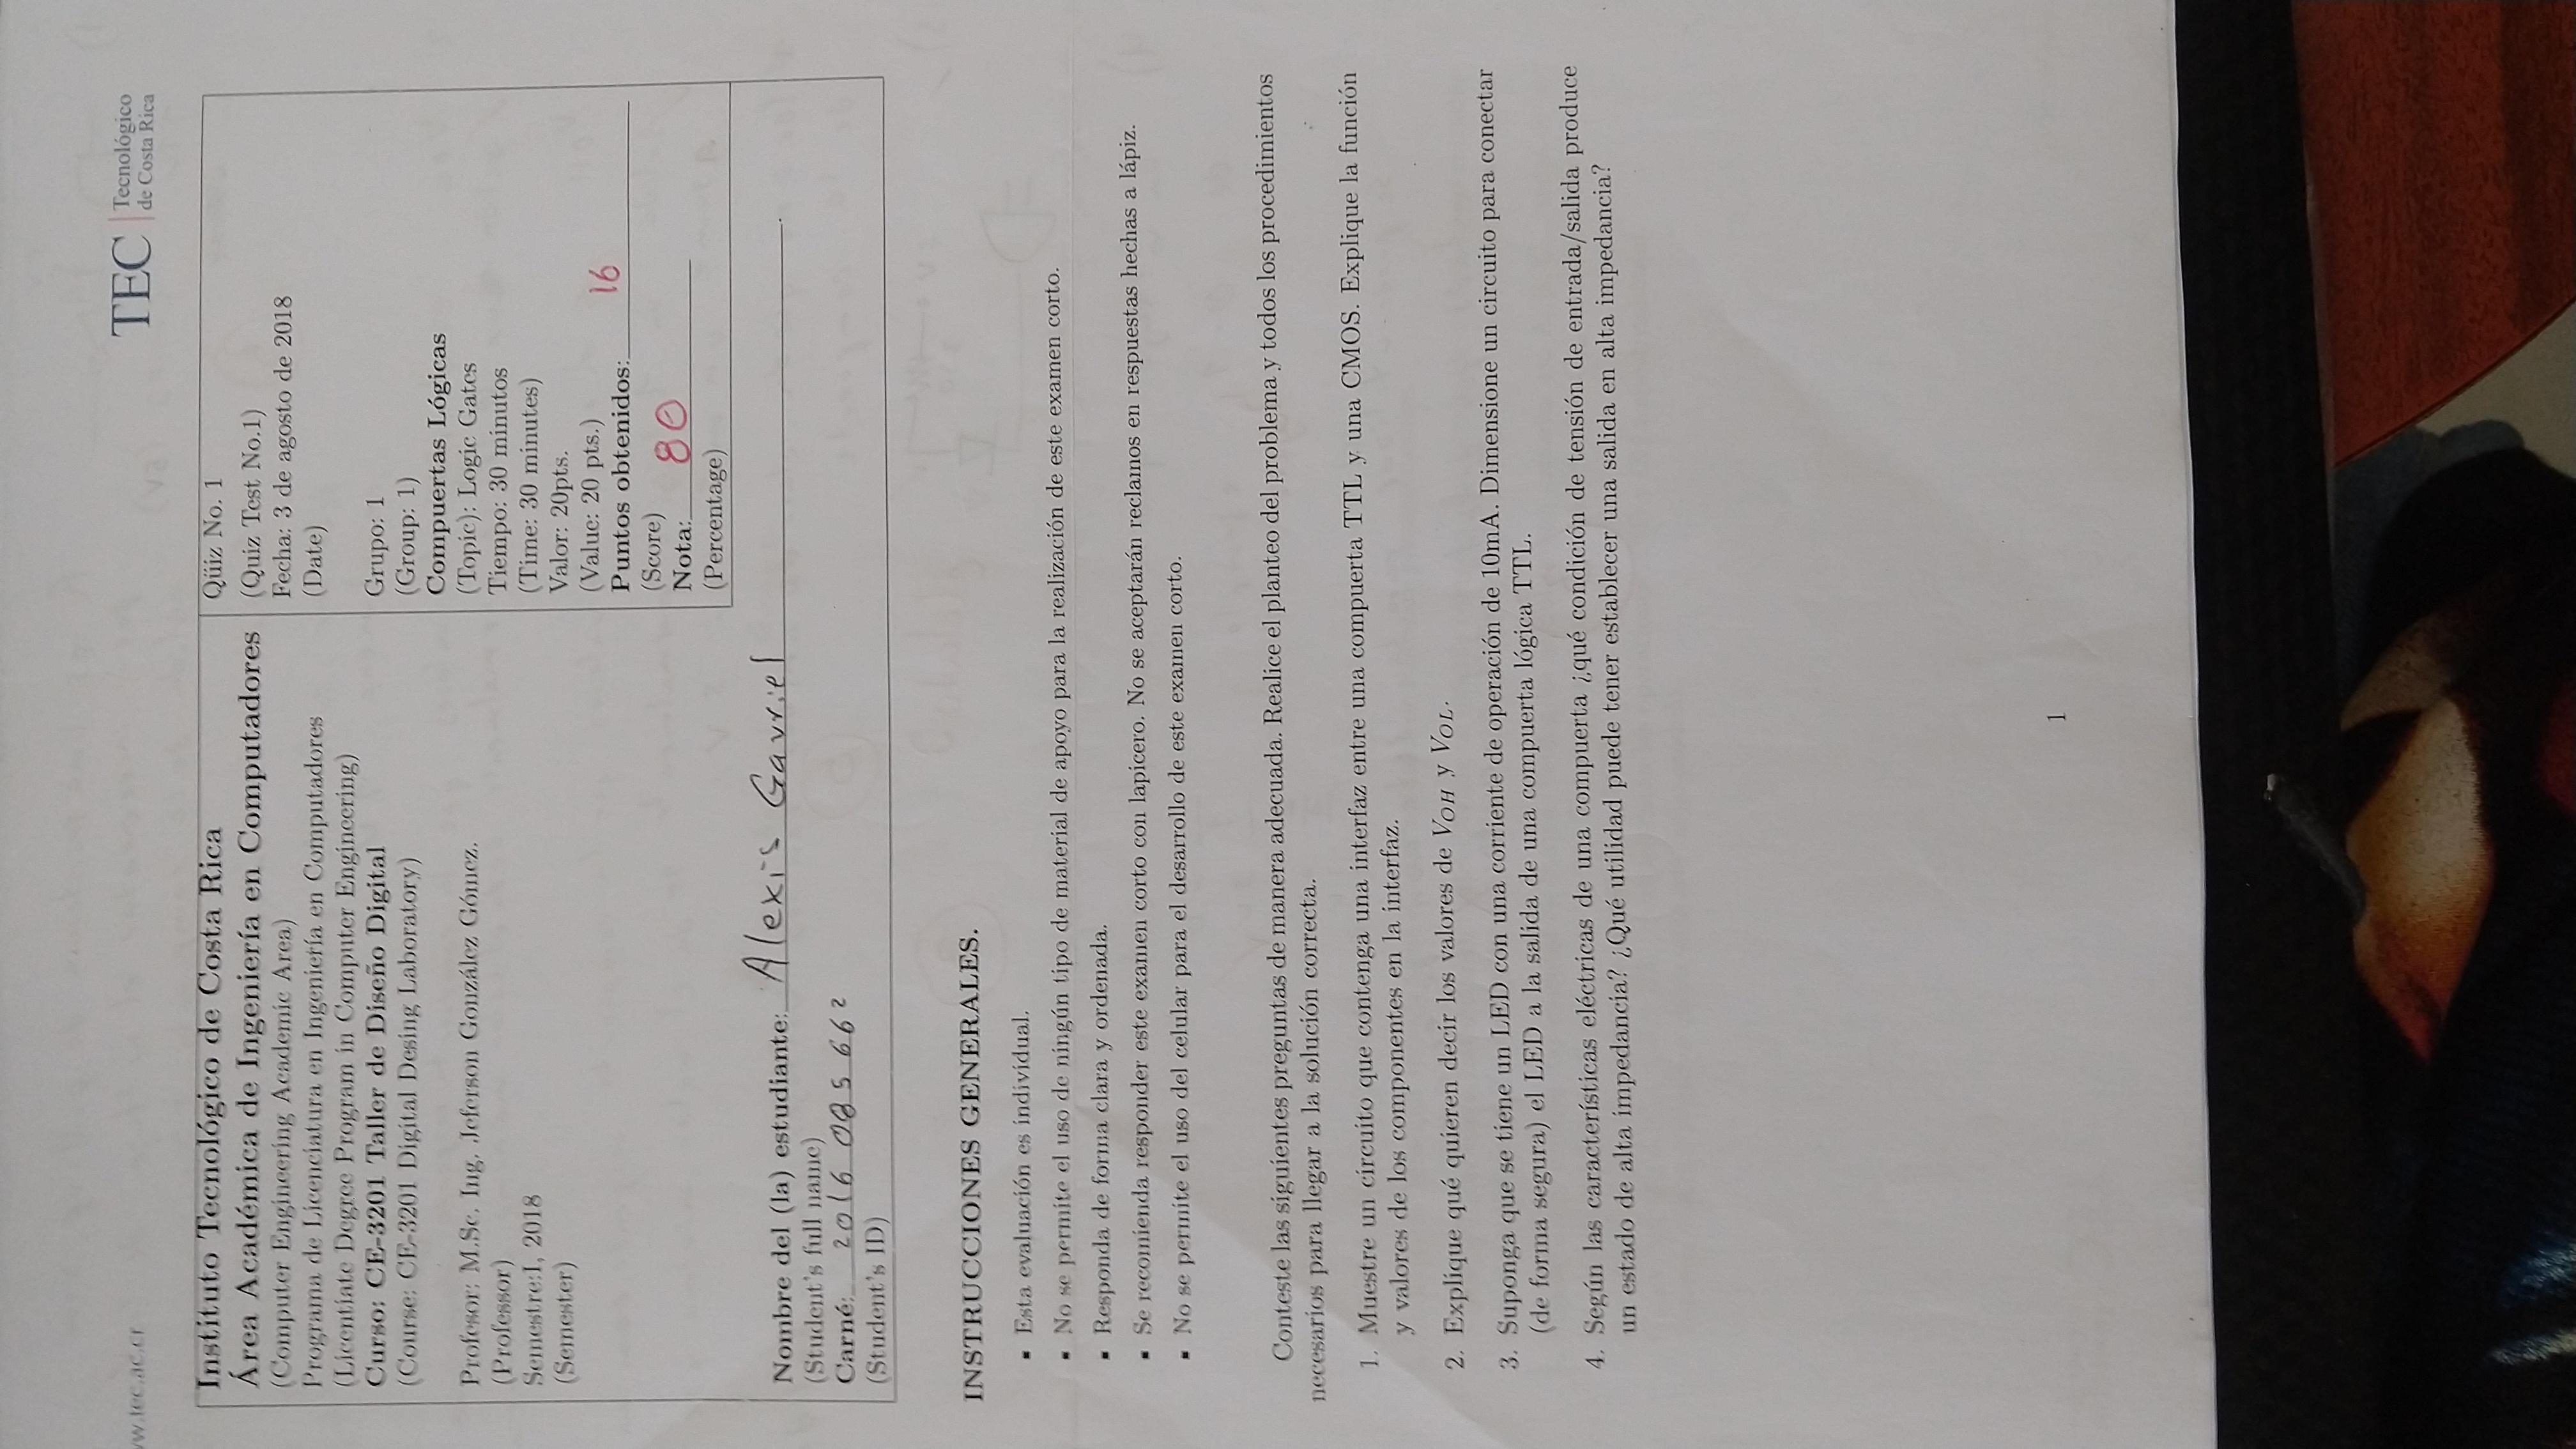 ww.tec.ac.cr
TEC Tecnológico
de Costa Rica
Instituto Tecnológico de Costa Rica
Área Académica de Ingeniería en Computadores
(Computer Engineering Academic Area)
Programa de Licenciatura en Ingeniería en Computadores
(Licentiate Degree Program in Computer Engineering)
Curso: CE-3201 Taller de Diseño Digital
(Course: CE-3201 Digital Desing Laboratory)
Profesor: M.Sc. Ing. Jeferson González Gómez.
(Professor)
Semestre:I, 2018
(Semester)
Qüiz No. 1
(Quiz Test No.1)
Fecha: 3 de agosto de 2018
(Date)
Grupo: 1
(Group: 1)
Compuertas Lógicas
(Topic): Logic Gates
Tiempo: 30 minutos
(Time: 30 minutes)
Valor: 20pts.
(Value: 20 pts.)
Puntos obtenidos: 16
(Score)
Nota: 80
(Percentage)
Nombre del (la) estudiante: Alexis Gavriel.
(Student's full name)
Carné: 2016 085 662
(Student's ID)
INSTRUCCIONES GENERALES.
▪ Esta evaluación es individual.
▪ No se permite el uso de ningún tipo de material de apoyo para la realización de este examen corto.
▪ Responda de forma clara y ordenada.
▪ Se recomienda responder este examen corto con lapicero. No se aceptarán reclamos en respuestas hechas a lápiz.
▪ No se permite el uso del celular para el desarrollo de este examen corto.
Conteste las siguientes preguntas de manera adecuada. Realice el planteo del problema y todos los procedimientos
necesarios para llegar a la solución correcta.
1. Muestre un circuito que contenga una interfaz entre una compuerta TTL y una CMOS. Explique la función
y valores de los componentes en la interfaz.
2. Explique qué quieren decir los valores de VOH y VOL.
3. Suponga que se tiene un LED con una corriente de operación de 10mA. Dimensione un circuito para conectar
(de forma segura) el LED a la salida de una compuerta lógica TTL.
4. Según las características eléctricas de una compuerta ¿qué condición de tensión de entrada/salida produce
un estado de alta impedancia? ¿Qué utilidad puede tener establecer una salida en alta impedancia?
1